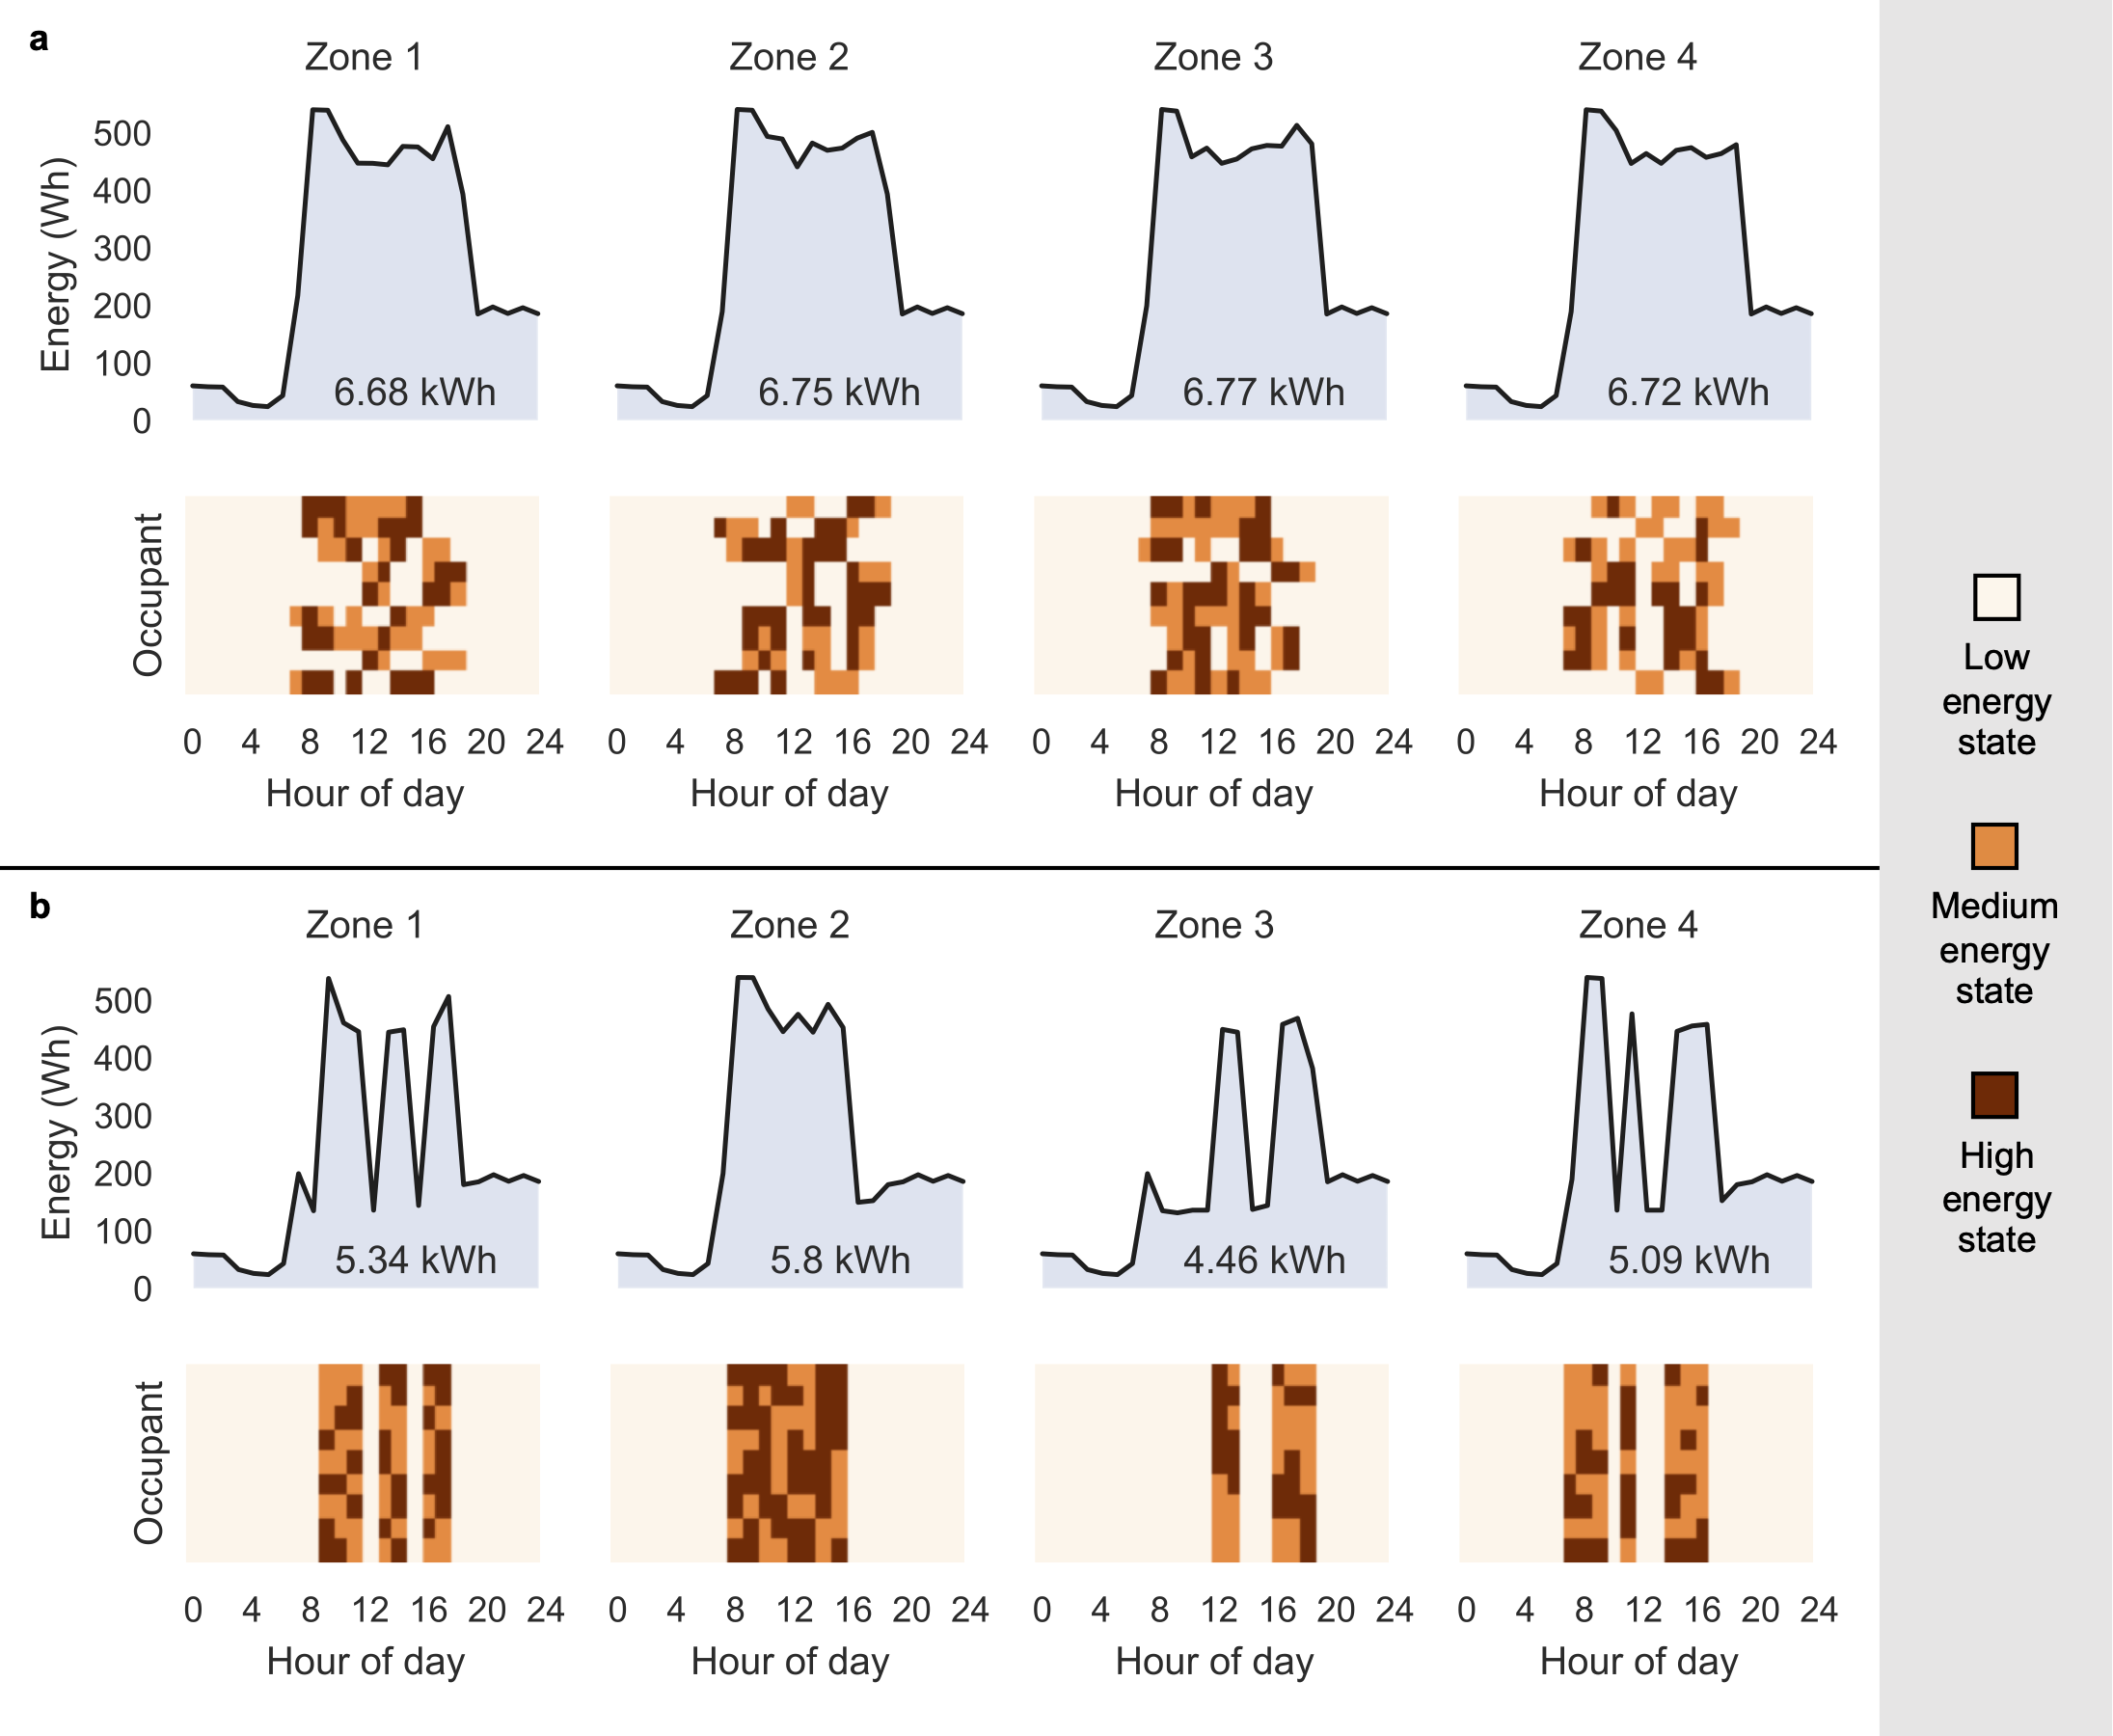 a
Zone 1
Zone 2
Zone 3
Zone 4
Energy (Wh)
500
400
300
200
100
0
6.68 kWh
6.75 kWh
6.77 kWh
6.72 kWh
Occupant
0 4 8 12 16 20 24
0 4 8 12 16 20 24
0 4 8 12 16 20 24
0 4 8 12 16 20 24
Hour of day
Hour of day
Hour of day
Hour of day
b
Zone 1
Zone 2
Zone 3
Zone 4
Energy (Wh)
500
400
300
200
100
0
5.34 kWh
5.8 kWh
4.46 kWh
5.09 kWh
Occupant
0 4 8 12 16 20 24
0 4 8 12 16 20 24
0 4 8 12 16 20 24
0 4 8 12 16 20 24
Hour of day
Hour of day
Hour of day
Hour of day
Low
energy
state
Medium
energy
state
High
energy
state